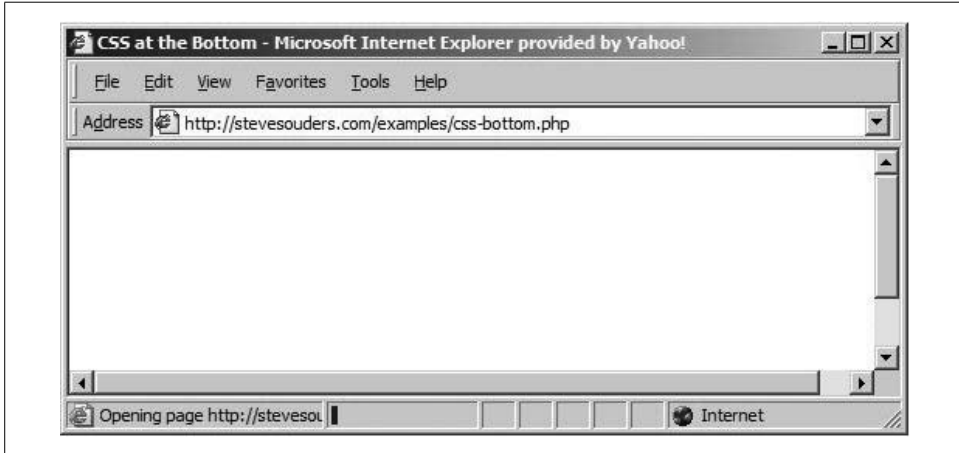 CSS at the Bottom - Microsoft Internet Explorer provided by Yahoo!
File Edit View Favorites Tools Help
Address http://stevesouders.com/examples/css-bottom.php
Opening page http://stevesou Internet